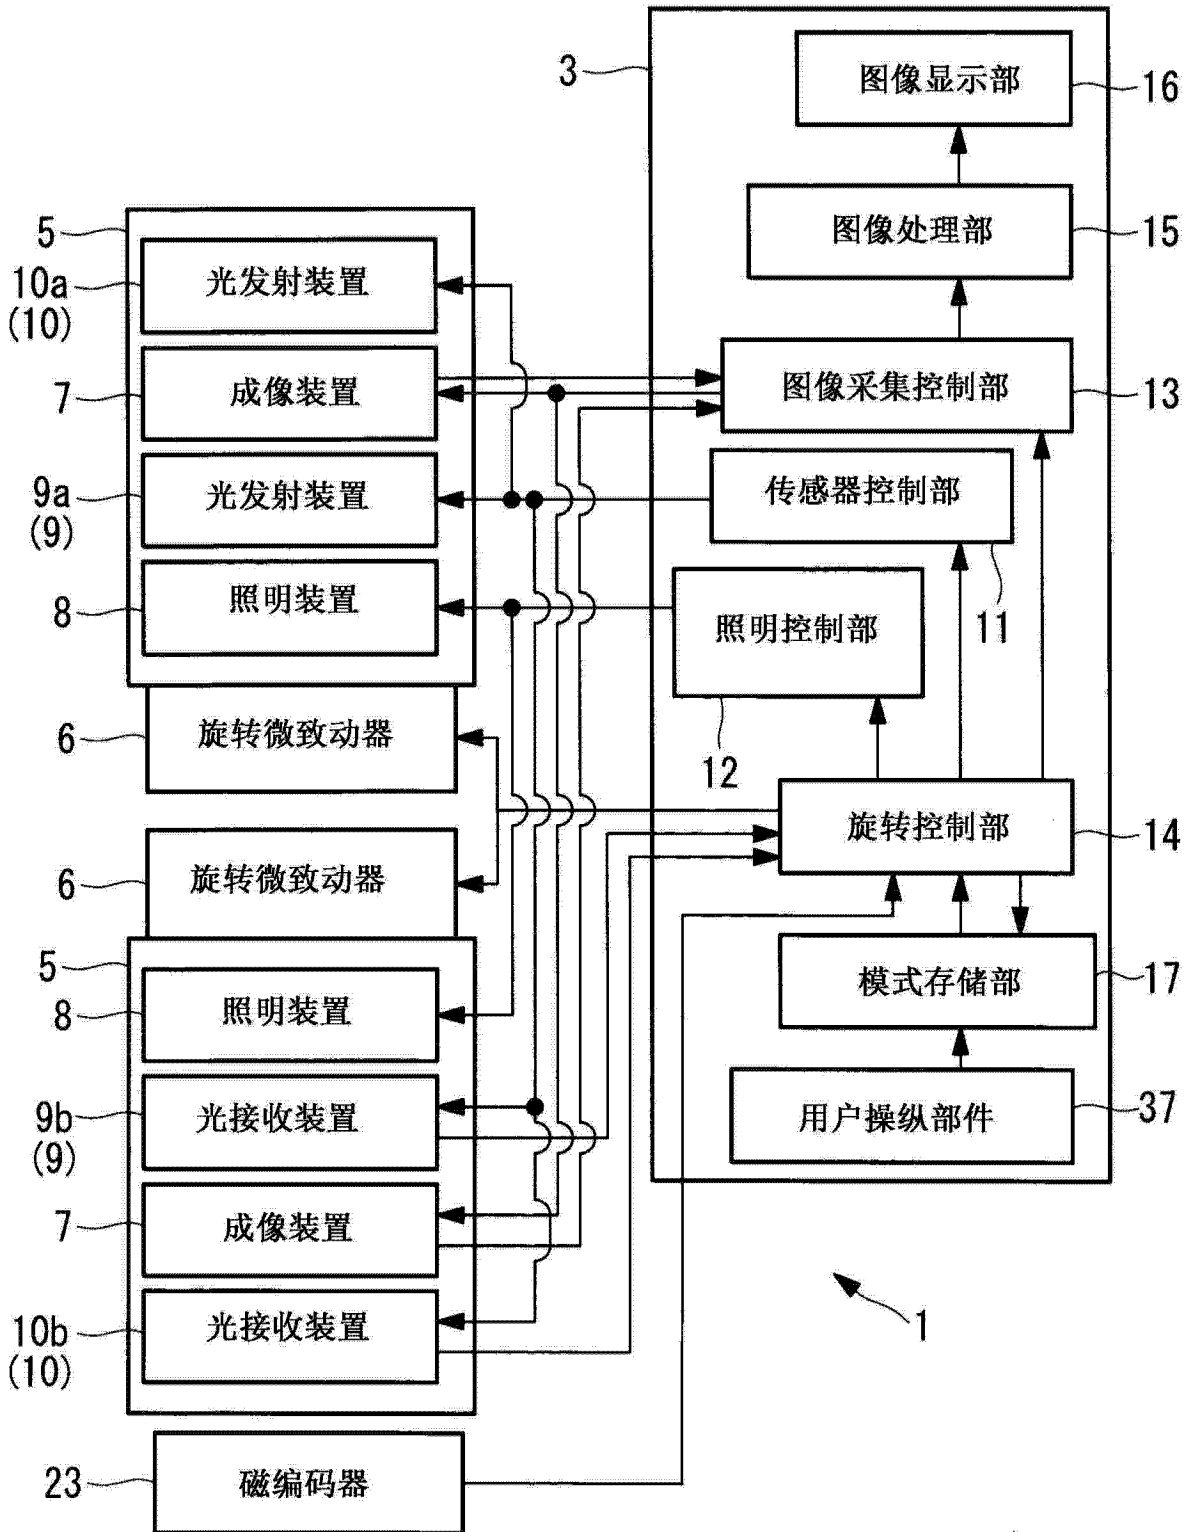 3
图像显示部
16
图像处理部
15
图像采集控制部
13
传感器控制部
11
照明控制部
12
旋转控制部
14
模式存储部
17
用户操纵部件
37
5
光发射装置
10a
(10)
成像装置
7
光发射装置
9a
(9)
照明装置
8
旋转微致动器
6
旋转微致动器
6
5
照明装置
8
光接收装置
9b
(9)
成像装置
7
光接收装置
10b
(10)
磁编码器
23
1